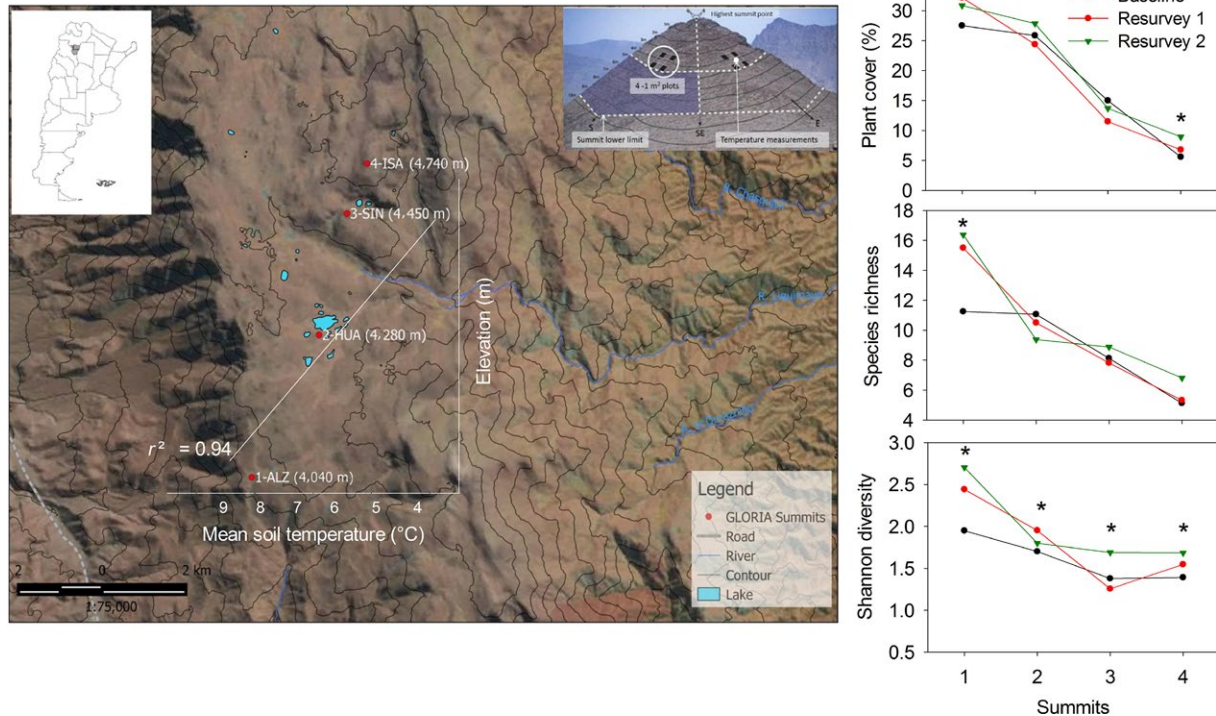 Highest summit point
4 -1 m² plots
S
SE
E
Summit lower limit
Temperature measurements
4-ISA (4,740 m)
3-SIN (4,450 m)
2-HUA (4,280 m)
1-ALZ (4,040 m)
r² = 0.94
Elevation (m)
9 8 7 6 5 4
Mean soil temperature (°C)
2 0 2 km
1:75,000
Legend
GLORIA Summits
Road
River
Contour
Lake
Baseline
Resurvey 1
Resurvey 2
Plant cover (%)
30
25
20
15
10
5
0
*
Species richness
18
16
14
12
10
8
6
4
*
Shannon diversity
3.0
2.5
2.0
1.5
1.0
0.5
* * * *
1 2 3 4
Summits